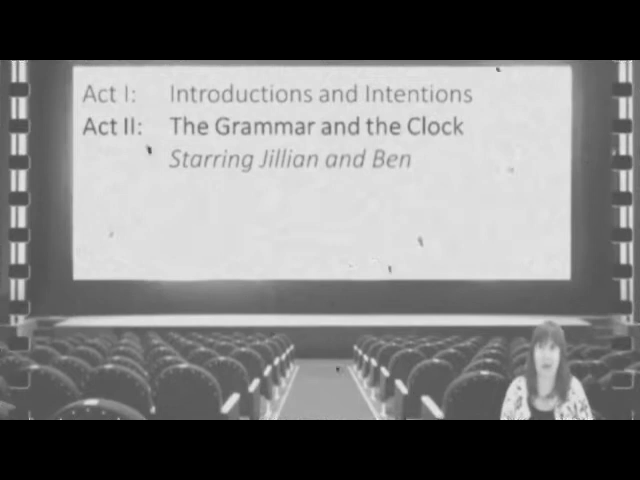 Act I: Introductions and Intentions
Act II: The Grammar and the Clock
Starring Jillian and Ben